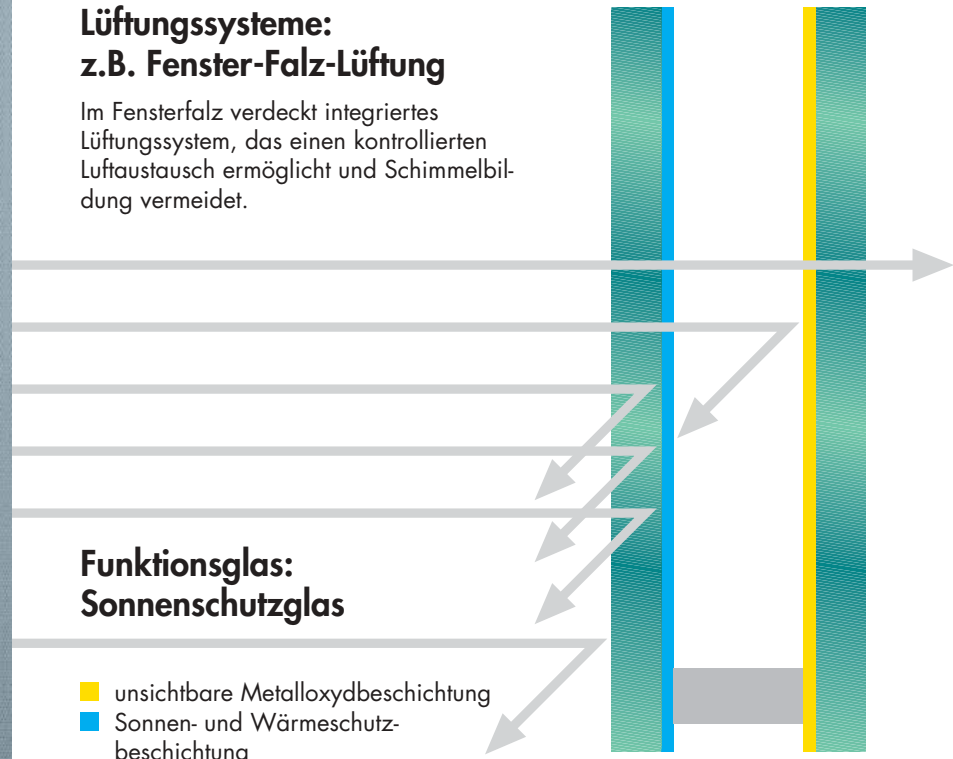 Lüftungssysteme:
z.B. Fenster-Falz-Lüftung
Im Fensterfalz verdeckt integriertes
Lüftungssystem, das einen kontrollierten
Luftaustausch ermöglicht und Schimmelbil-
dung vermeidet.
Funktionsglas:
Sonnenschutzglas
unsichtbare Metalloxydbeschichtung
Sonnen- und Wärmeschutz-
beschichtung